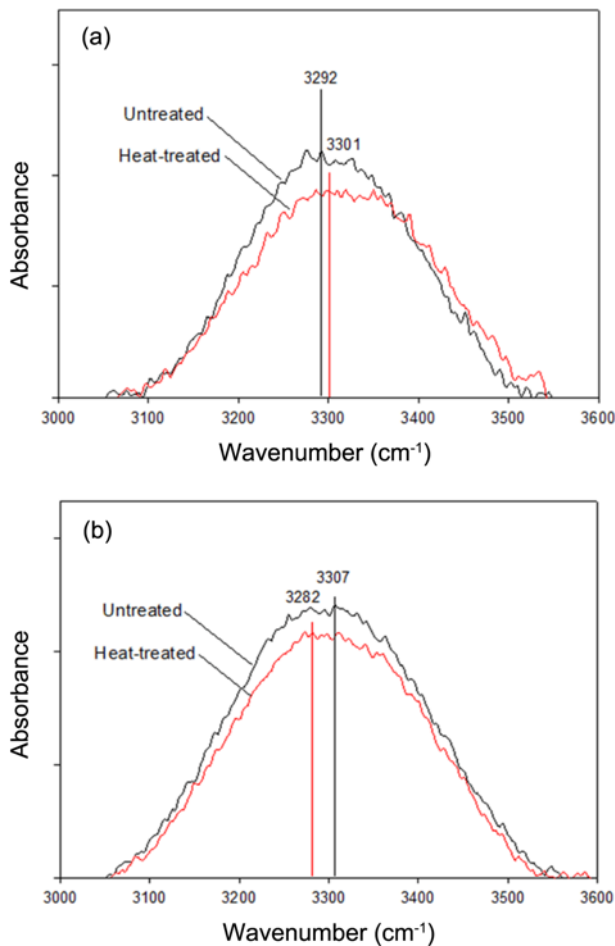 (a)
3292
Untreated
3301
Heat-treated
Absorbance
3000 3100 3200 3300 3400 3500 3600
Wavenumber (cm⁻¹)
(b)
3307
3282
Untreated
Heat-treated
Absorbance
3000 3100 3200 3300 3400 3500 3600
Wavenumber (cm⁻¹)